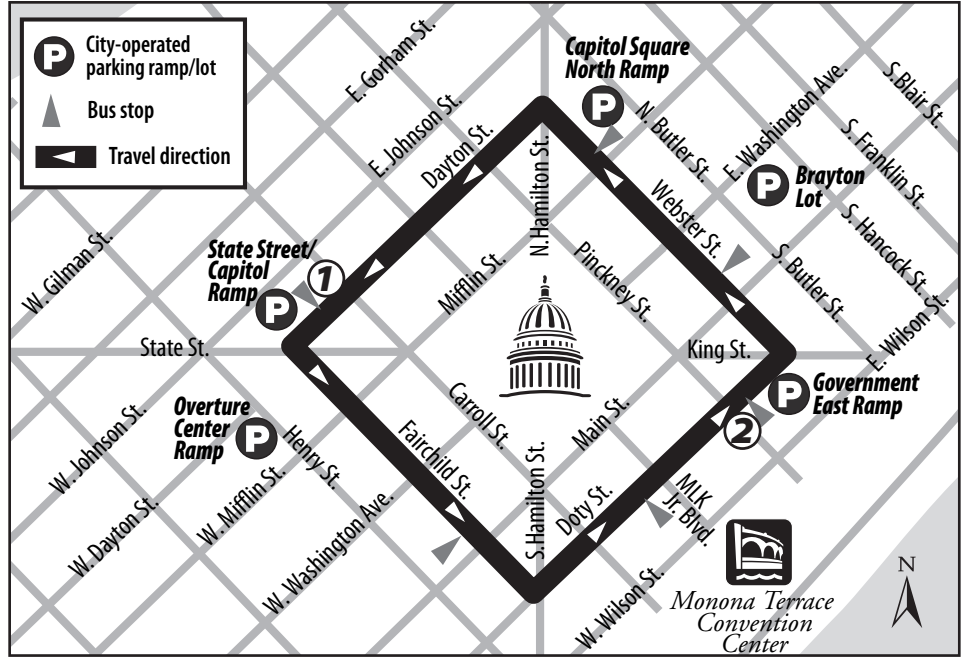 P
City-operated
parking ramp/lot
Bus stop
Travel direction
E. Gorham St.
E. Johnson St.
Dayton St.
Capitol Square
North Ramp
P
N. Butler St.
E. Washington Ave.
S.Blair St.
S. Franklin St.
P
Brayton
Lot
S. Hancock St.
Webster St.
S. Butler St.
E. Wilson St.
N.Hamilton St.
Pinckney St.
Mifflin St.
W. Gilman St.
State Street/
Capitol
Ramp
P
1
State St.
King St.
P
Government
East Ramp
2
W. Johnson St.
Overture
Center
Ramp
P
Henry St.
Fairchild St.
Carroll St.
Main St.
S.Hamilton St.
Doty St.
MLK
Jr. Blvd.
W. Dayton St.
W. Mifflin St.
W. Washington Ave.
W. Wilson St.
Monona Terrace
Convention
Center
N